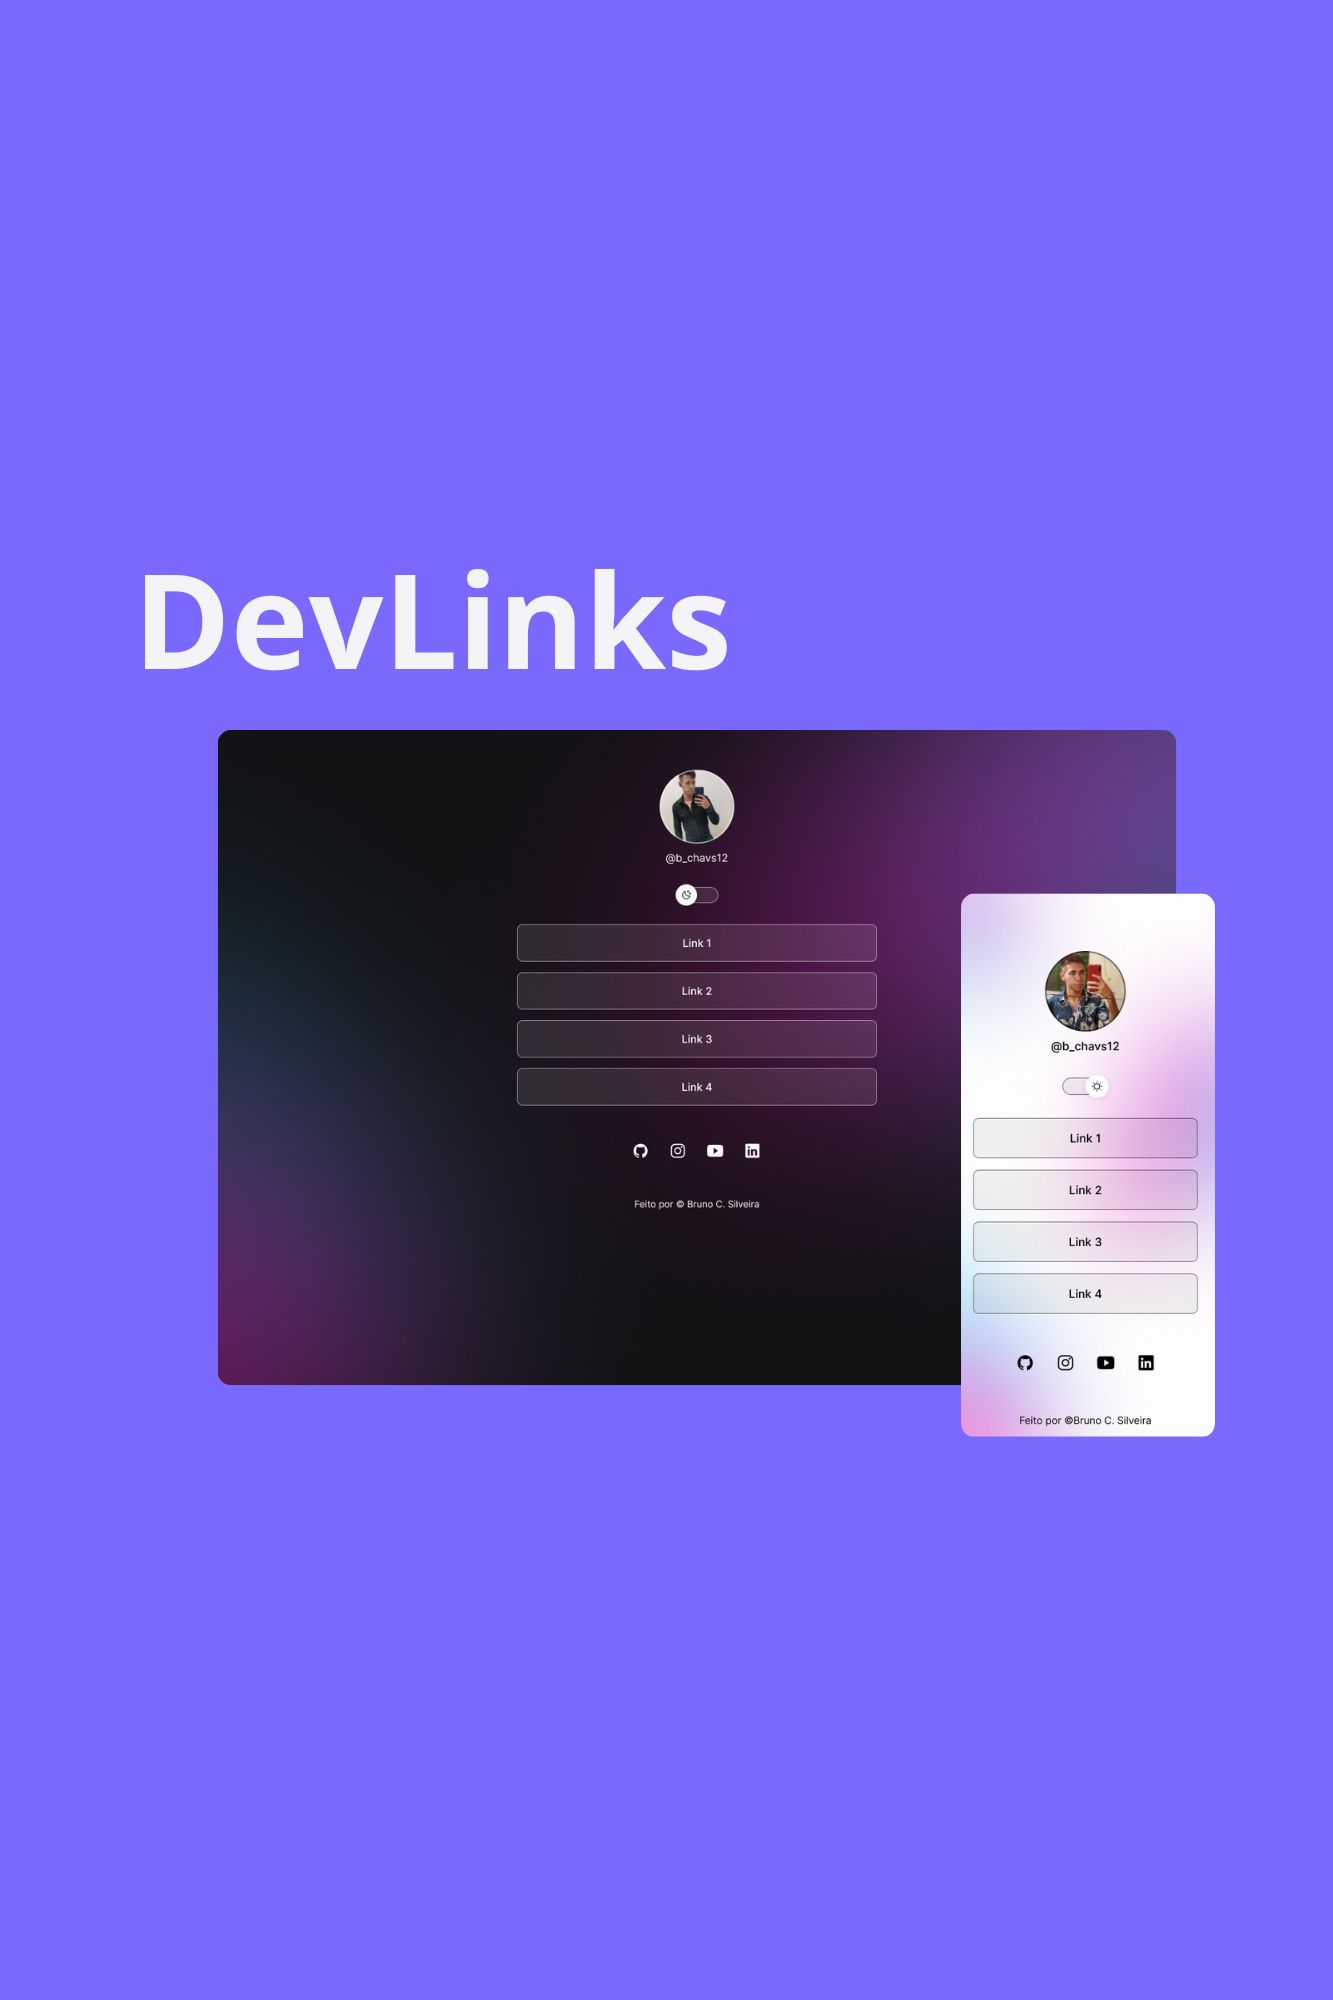 DevLinks
@b_chavs12
Link 1
Link 2
Link 3
Link 4
Feito por © Bruno C. Silveira
@b_chavs12
Link 1
Link 2
Link 3
Link 4
Feito por ©Bruno C. Silveira